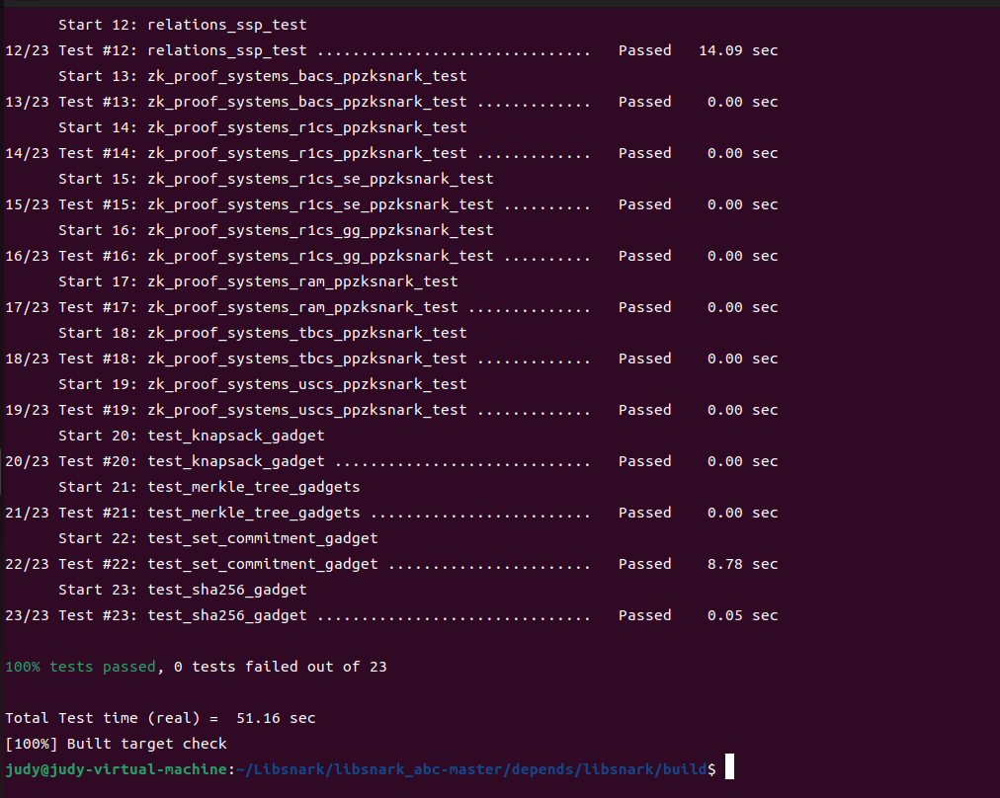 Start 12: relations_ssp_test
12/23 Test #12: relations_ssp_test ...............................   Passed   14.09 sec
      Start 13: zk_proof_systems_bacs_ppzksnark_test
13/23 Test #13: zk_proof_systems_bacs_ppzksnark_test .............   Passed    0.00 sec
      Start 14: zk_proof_systems_r1cs_ppzksnark_test
14/23 Test #14: zk_proof_systems_r1cs_ppzksnark_test .............   Passed    0.00 sec
      Start 15: zk_proof_systems_r1cs_se_ppzksnark_test
15/23 Test #15: zk_proof_systems_r1cs_se_ppzksnark_test ..........   Passed    0.00 sec
      Start 16: zk_proof_systems_r1cs_gg_ppzksnark_test
16/23 Test #16: zk_proof_systems_r1cs_gg_ppzksnark_test ..........   Passed    0.00 sec
      Start 17: zk_proof_systems_ram_ppzksnark_test
17/23 Test #17: zk_proof_systems_ram_ppzksnark_test ..............   Passed    0.00 sec
      Start 18: zk_proof_systems_tbcs_ppzksnark_test
18/23 Test #18: zk_proof_systems_tbcs_ppzksnark_test .............   Passed    0.00 sec
      Start 19: zk_proof_systems_uscs_ppzksnark_test
19/23 Test #19: zk_proof_systems_uscs_ppzksnark_test .............   Passed    0.00 sec
      Start 20: test_knapsack_gadget
20/23 Test #20: test_knapsack_gadget .............................   Passed    0.00 sec
      Start 21: test_merkle_tree_gadgets
21/23 Test #21: test_merkle_tree_gadgets .........................   Passed    0.00 sec
      Start 22: test_set_commitment_gadget
22/23 Test #22: test_set_commitment_gadget .......................   Passed    8.78 sec
      Start 23: test_sha256_gadget
23/23 Test #23: test_sha256_gadget ...............................   Passed    0.05 sec

100% tests passed, 0 tests failed out of 23

Total Test time (real) =  51.16 sec
[100%] Built target check
judy@judy-virtual-machine:~/Libsnark/libsnark_abc-master/depends/libsnark/build$